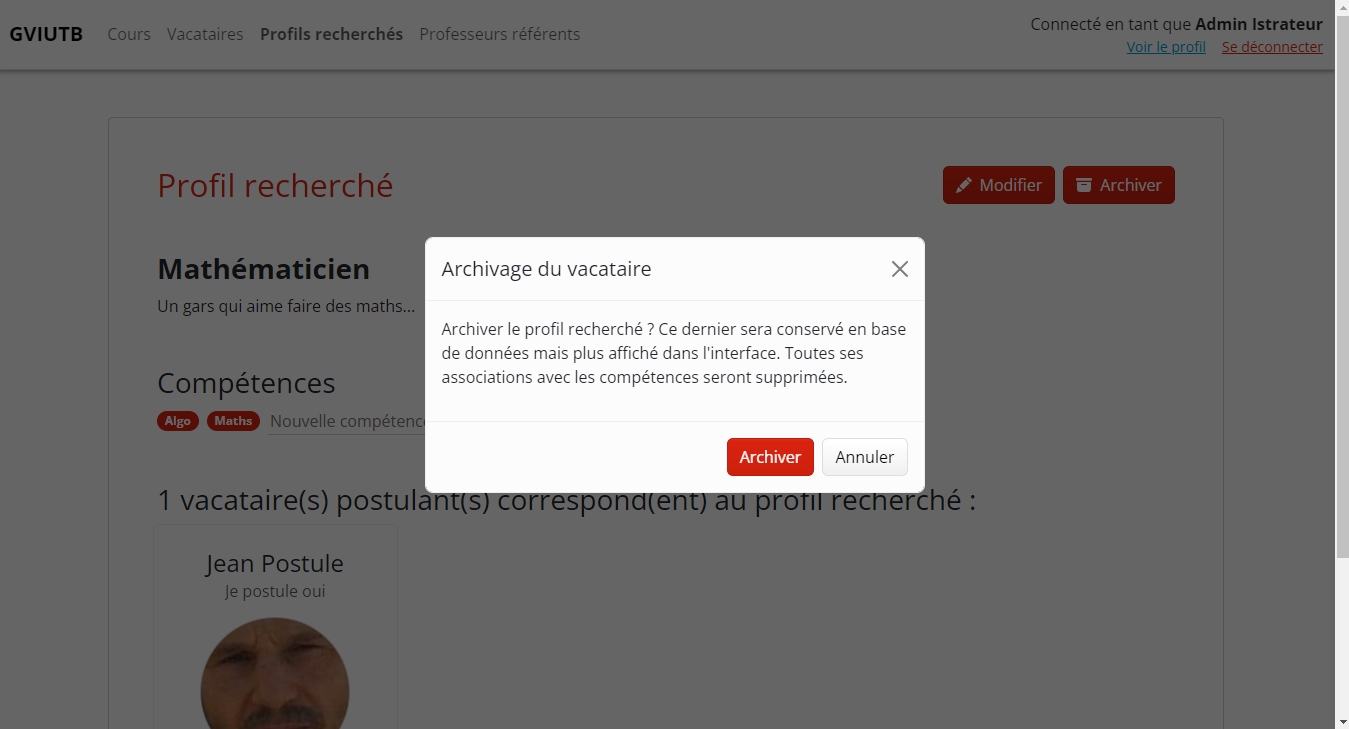 GVIUTB Cours Vacataires Profils recherchés Professeurs référents
Connecté en tant que Admin Istrateur
Voir le profil Se déconnecter
Profil recherché
Modifier Archiver
Mathématicien
Un gars qui aime faire des maths...
Compétences
Algo Maths Nouvelle compétence
Archivage du vacataire
Archiver le profil recherché ? Ce dernier sera conservé en base
de données mais plus affiché dans l'interface. Toutes ses
associations avec les compétences seront supprimées.
Archiver Annuler
1 vacataire(s) postulant(s) correspond(ent) au profil recherché :
Jean Postule
Je postule oui